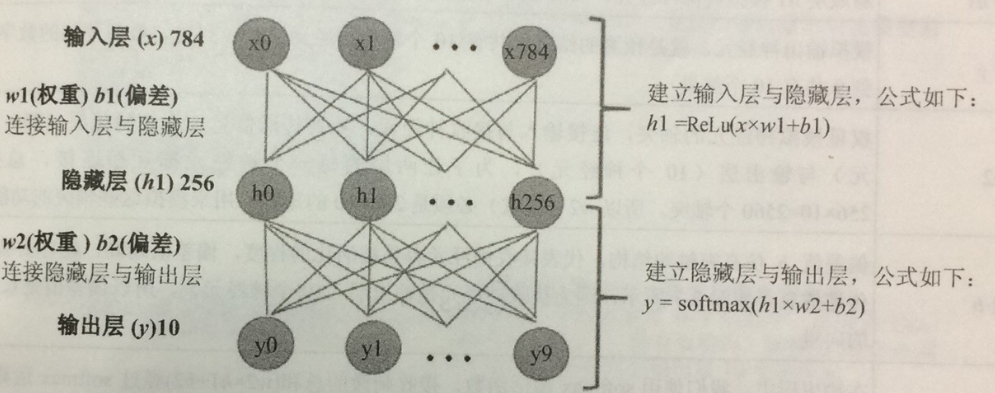 输入层 (x) 784
x0
x1
...
x784
w1(权重) b1(偏差)
连接输入层与隐藏层
建立输入层与隐藏层，公式如下：
h1 =ReLu(x×w1+b1)
隐藏层 (h1) 256
h0
h1
...
h256
w2(权重 ) b2(偏差)
连接隐藏层与输出层
建立隐藏层与输出层，公式如下：
y = softmax(h1×w2+b2)
输出层 (y)10
y0
y1
...
y9